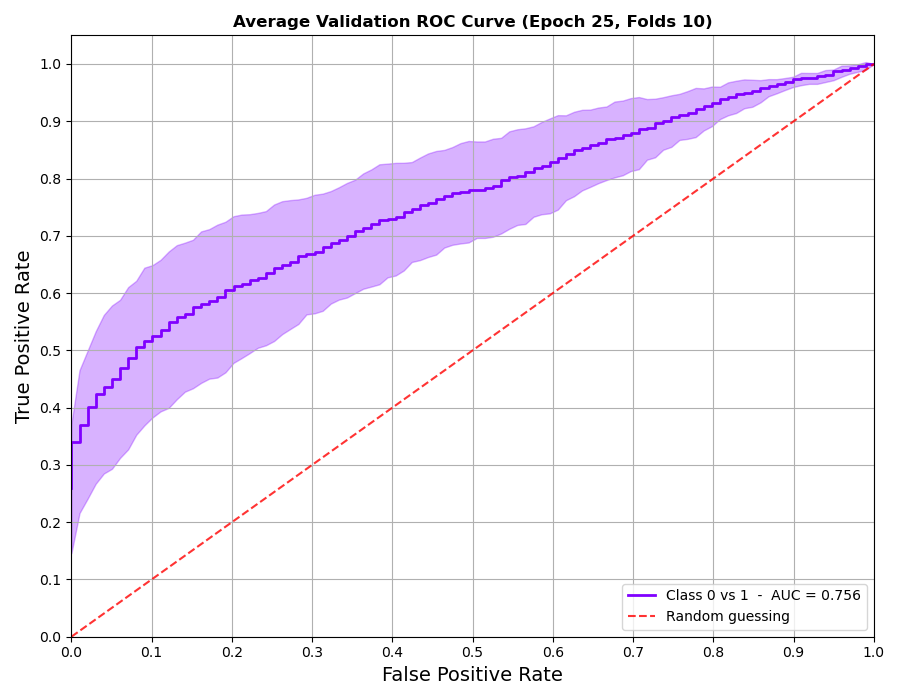 Average Validation ROC Curve (Epoch 25, Folds 10)
True Positive Rate
1.0
0.9
0.8
0.7
0.6
0.5
0.4
0.3
0.2
0.1
0.0
Class 0 vs 1 - AUC = 0.756
Random guessing
0.0 0.1 0.2 0.3 0.4 0.5 0.6 0.7 0.8 0.9 1.0
False Positive Rate